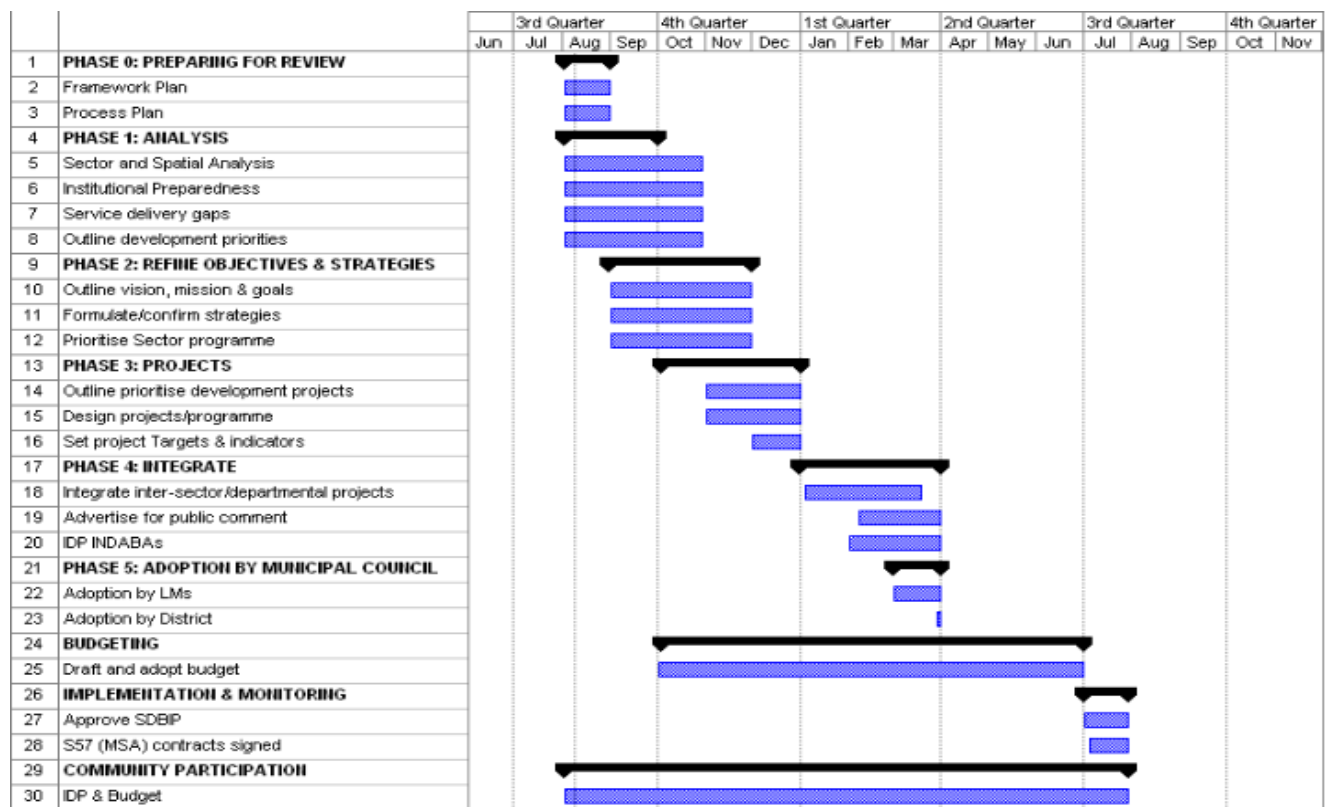 3rd Quarter 4th Quarter 1st Quarter 2nd Quarter 3rd Quarter 4th Quarter
Jun Jul Aug Sep Oct Nov Dec Jan Feb Mar Apr May Jun Jul Aug Sep Oct Nov
1 PHASE 0: PREPARING FOR REVIEW
2 Framework Plan
3 Process Plan
4 PHASE 1: ANALYSIS
5 Sector and Spatial Analysis
6 Institutional Preparedness
7 Service delivery gaps
8 Outline development priorities
9 PHASE 2: REFINE OBJECTIVES & STRATEGIES
10 Outline vision, mission & goals
11 Formulate/confirm strategies
12 Prioritise Sector programme
13 PHASE 3: PROJECTS
14 Outline prioritise development projects
15 Design projects/programme
16 Set project Targets & indicators
17 PHASE 4: INTEGRATE
18 Integrate inter-sector/departmental projects
19 Advertise for public comment
20 IDP INDABAs
21 PHASE 5: ADOPTION BY MUNICIPAL COUNCIL
22 Adoption by LMs
23 Adoption by District
24 BUDGETING
25 Draft and adopt budget
26 IMPLEMENTATION & MONITORING
27 Approve SDBIP
28 S57 (MSA) contracts signed
29 COMMUNITY PARTICIPATION
30 IDP & Budget